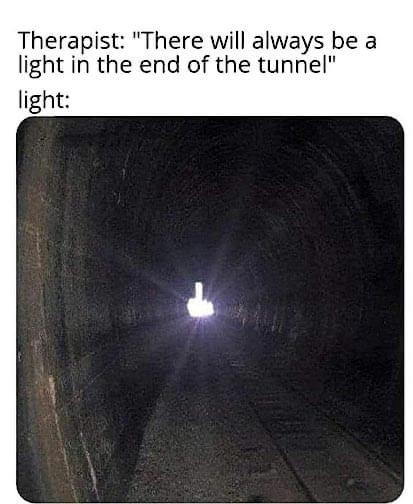 Therapist: "There will always be a
light in the end of the tunnel"
light: